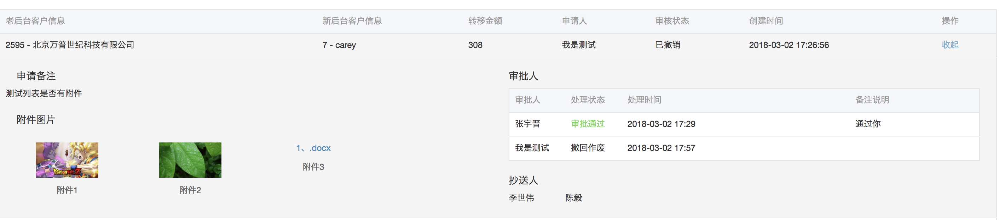 老后台客户信息 新后台客户信息 转移金额 申请人 审核状态 创建时间 操作
2595 - 北京万普世纪科技有限公司 7 - carey 308 我是测试 已撤销 2018-03-02 17:26:56 收起
申请备注
测试列表是否有附件
附件图片
DRAGONBALL Z
附件1
附件2
1、.docx
附件3
审批人
审批人 处理状态 处理时间 备注说明
张宇晋 审批通过 2018-03-02 17:29 通过你
我是测试 撤回作废 2018-03-02 17:57
抄送人
李世伟 陈毅